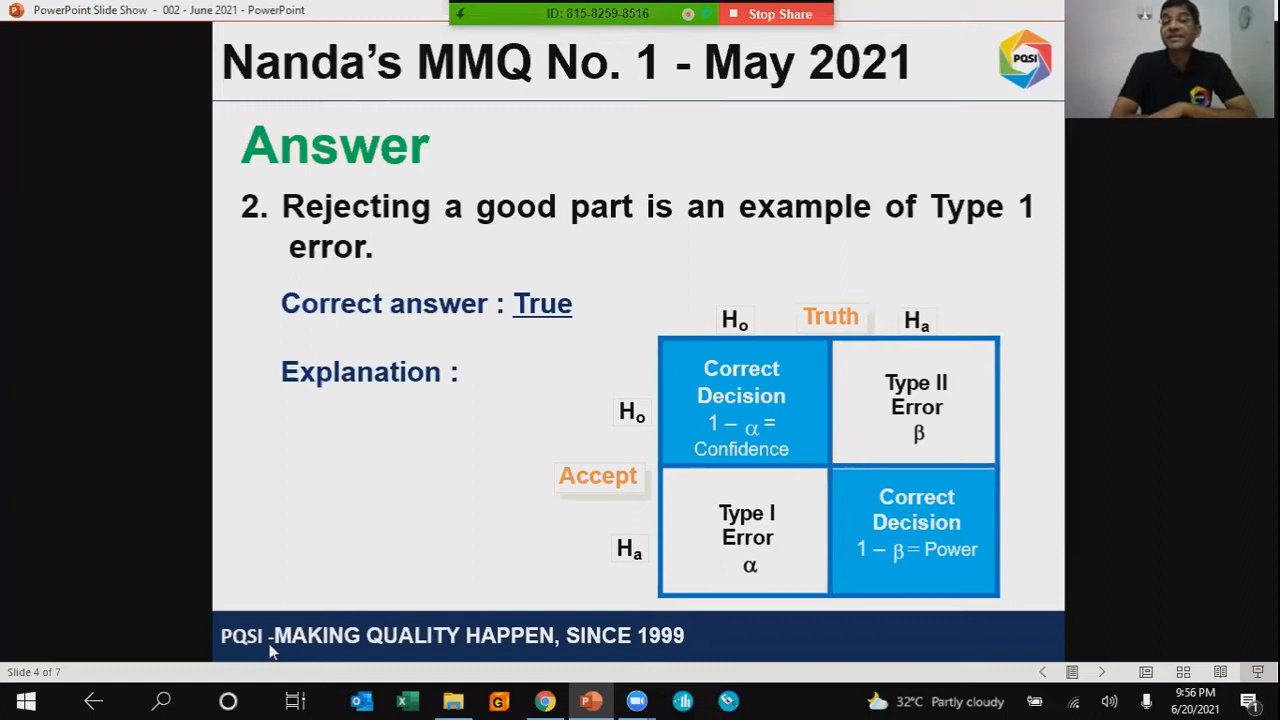 PowerPoint Slide Show - 002 - June 2021 - PowerPoint
ID: 815-8259-8516
Stop Share
Nanda's MMQ No. 1 - May 2021
PQSI
Answer
2. Rejecting a good part is an example of Type 1
error.
Correct answer : True
Explanation :
Truth
Ho
Ha
Accept
Ho
Correct
Decision
1 – α =
Confidence
Type II
Error
β
Ha
Type I
Error
α
Correct
Decision
1 – β = Power
PQSI -MAKING QUALITY HAPPEN, SINCE 1999
Slide 4 of 7
32°C Partly cloudy
9:56 PM
6/20/2021
1